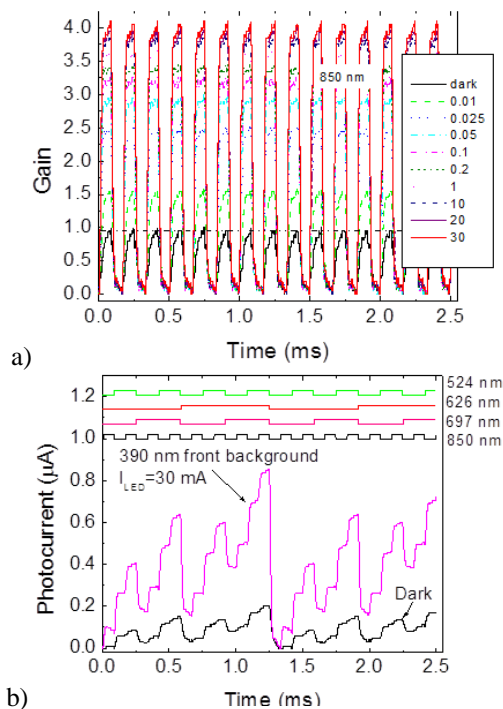 4.0
3.5
3.0
2.5
2.0
1.5
1.0
0.5
0.0
Gain
850 nm
dark
0.01
0.025
0.05
0.1
0.2
1
10
20
30
0.0 0.5 1.0 1.5 2.0 2.5
Time (ms)
a)
1.2
1.0
0.8
0.6
0.4
0.2
0.0
Photocurrent (µA)
524 nm
626 nm
697 nm
850 nm
390 nm front background
I_LED=30 mA
Dark
0.0 0.5 1.0 1.5 2.0 2.5
Time (ms)
b)